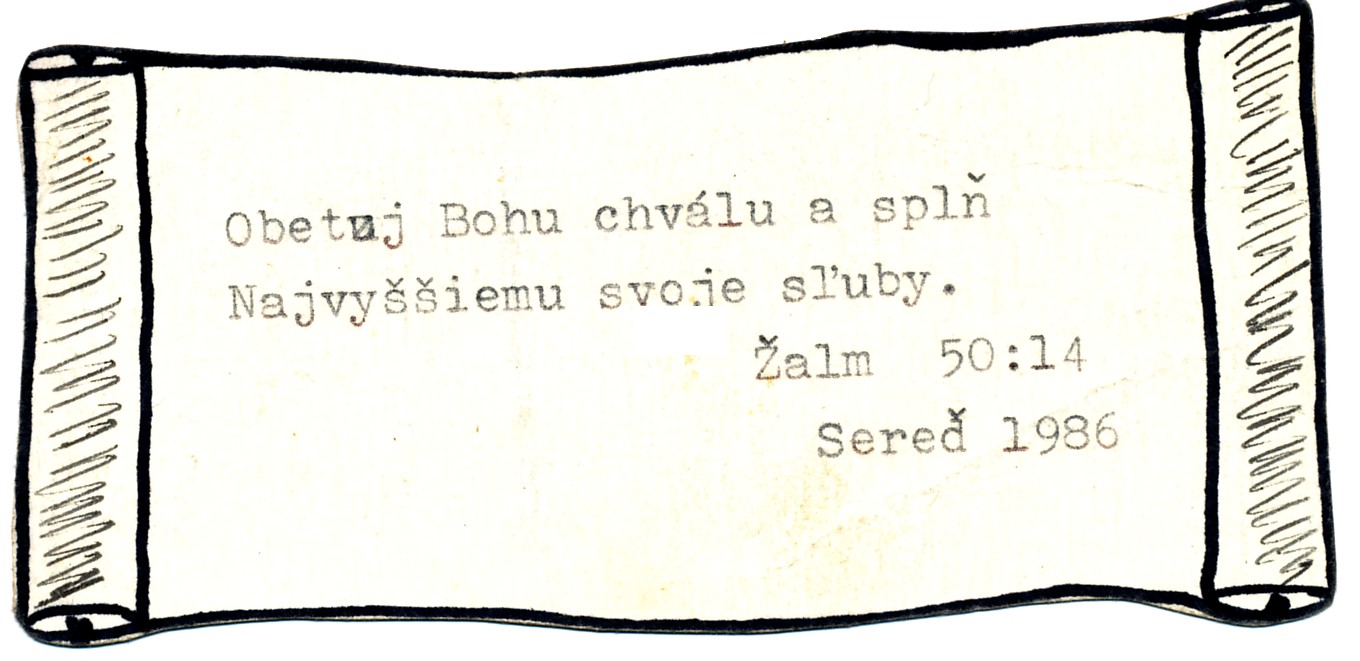 Obetuj Bohu chválu a splň
Najvyššiemu svoje sľuby.
Žalm 50:14
Sereď 1986